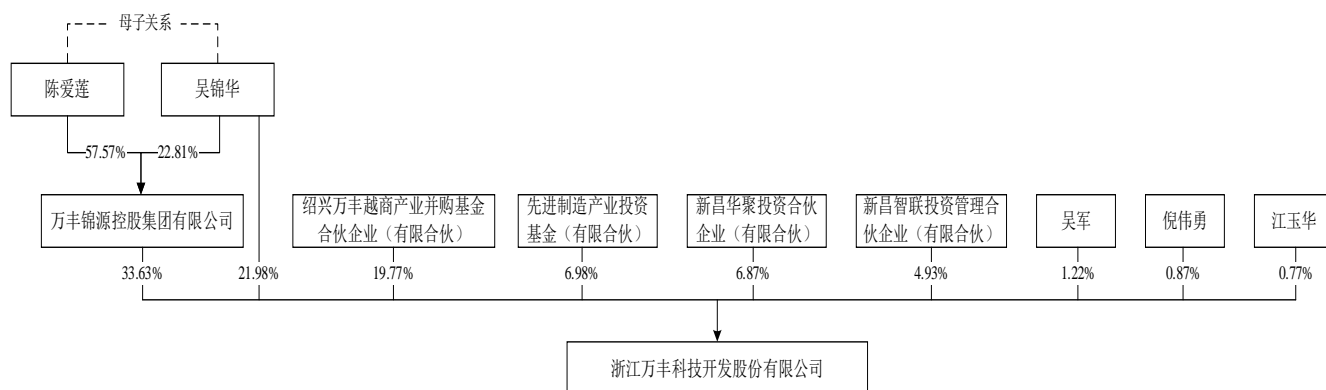 母子关系
陈爱莲
吴锦华
57.57%
22.81%
万丰锦源控股集团有限公司
绍兴万丰越商产业并购基金
合伙企业（有限合伙）
先进制造产业投资
基金（有限合伙）
新昌华聚投资合伙
企业（有限合伙）
新昌智联投资管理合
伙企业（有限合伙）
吴军
倪伟勇
江玉华
33.63%
21.98%
19.77%
6.98%
6.87%
4.93%
1.22%
0.87%
0.77%
浙江万丰科技开发股份有限公司